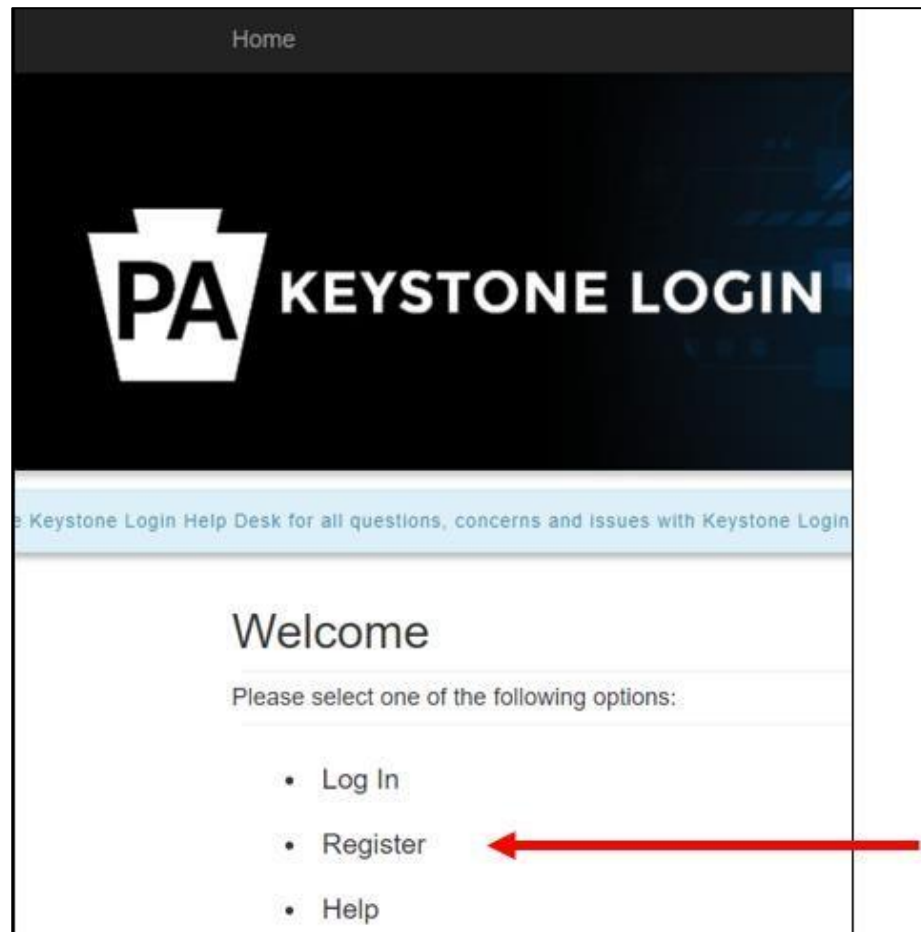 Home
PA KEYSTONE LOGIN
Keystone Login Help Desk for all questions, concerns and issues with Keystone Login
Welcome
Please select one of the following options:
• Log In
• Register
• Help